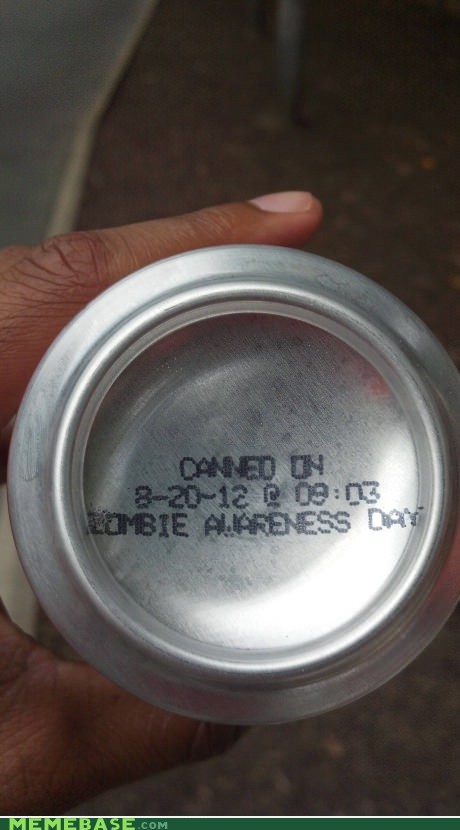 CANNED ON
8-20-12 @ 09:03
ZOMBIE AWARENESS DAY
MEMEBASE.COM